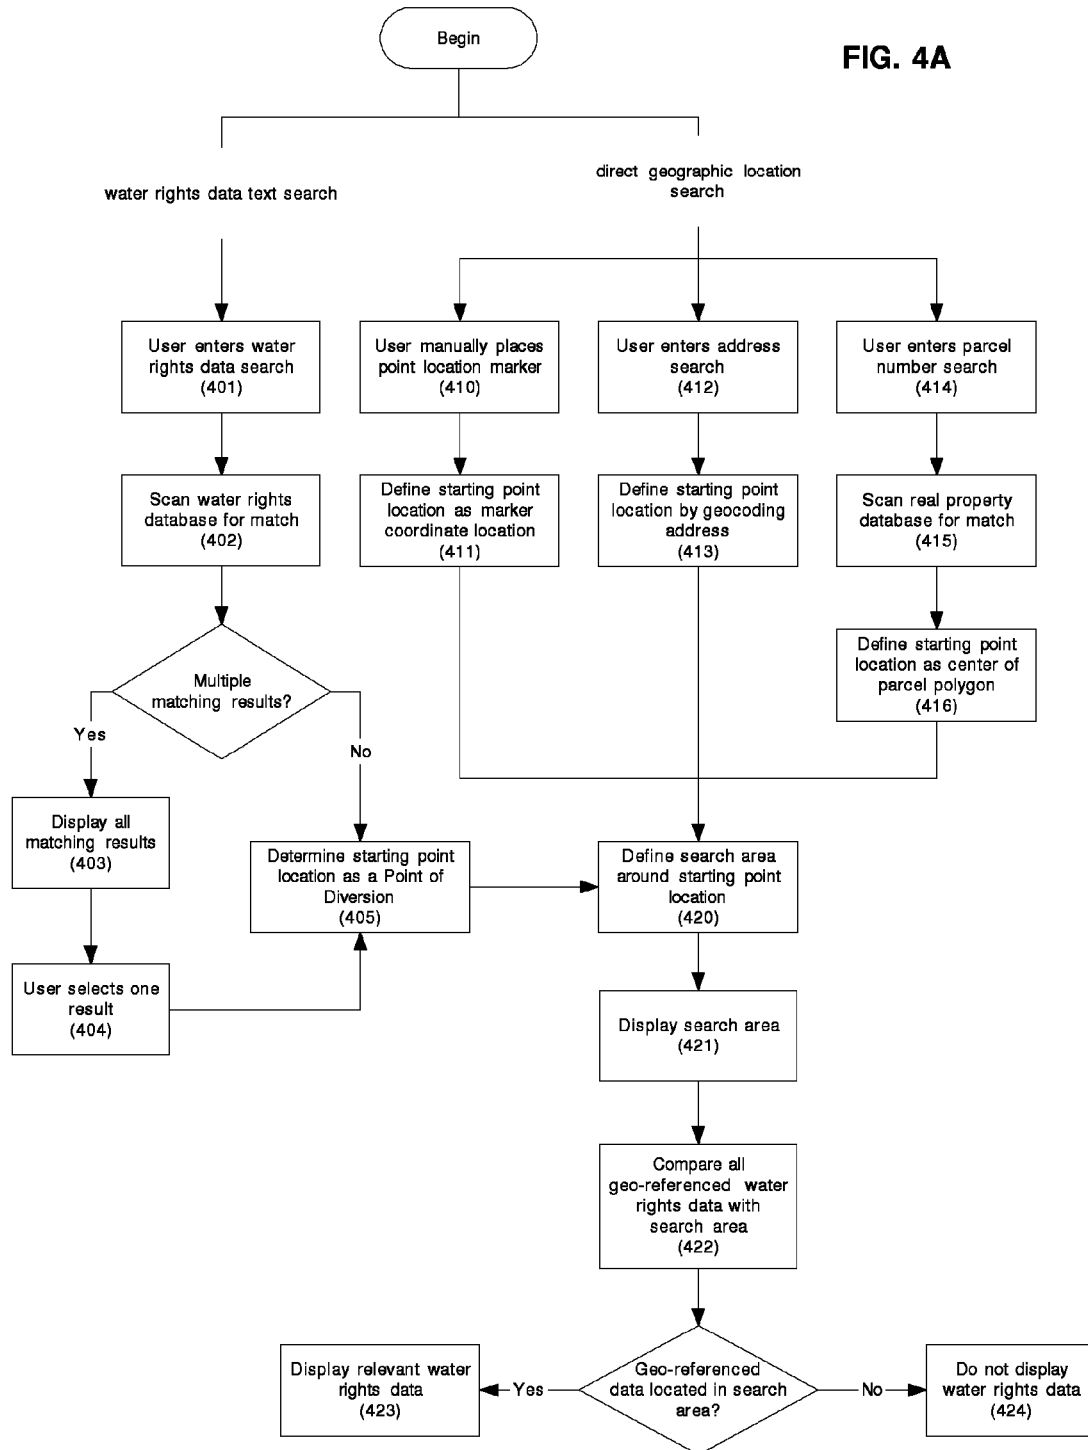 Begin
FIG. 4A
water rights data text search
direct geographic location
search
User enters water
rights data search
(401)
User manually places
point location marker
(410)
User enters address
search
(412)
User enters parcel
number search
(414)
Scan water rights
database for match
(402)
Define starting point
location as marker
coordinate location
(411)
Define starting point
location by geocoding
address
(413)
Scan real property
database for match
(415)
Define starting point
location as center of
parcel polygon
(416)
Multiple
matching results?
Yes
No
Display all
matching results
(403)
Determine starting point
location as a Point of
Diversion
(405)
Define search area
around starting point
location
(420)
User selects one
result
(404)
Display search area
(421)
Compare all
geo-referenced water
rights data with
search area
(422)
Display relevant water
rights data
(423)
Yes
Geo-referenced
data located in search
area?
No
Do not display
water rights data
(424)